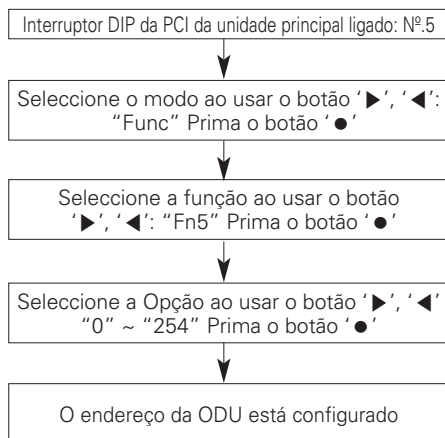 Interruptor DIP da PCI da unidade principal ligado: Nº.5
Seleccione o modo ao usar o botão ‘▶’, ‘◀’:
“Func” Prima o botão ‘●’
Seleccione a função ao usar o botão
‘▶’, ‘◀’: “Fn5” Prima o botão ‘●’
Seleccione a Opção ao usar o botão ‘▶’, ‘◀’
“0” ~ “254” Prima o botão ‘●’
O endereço da ODU está configurado